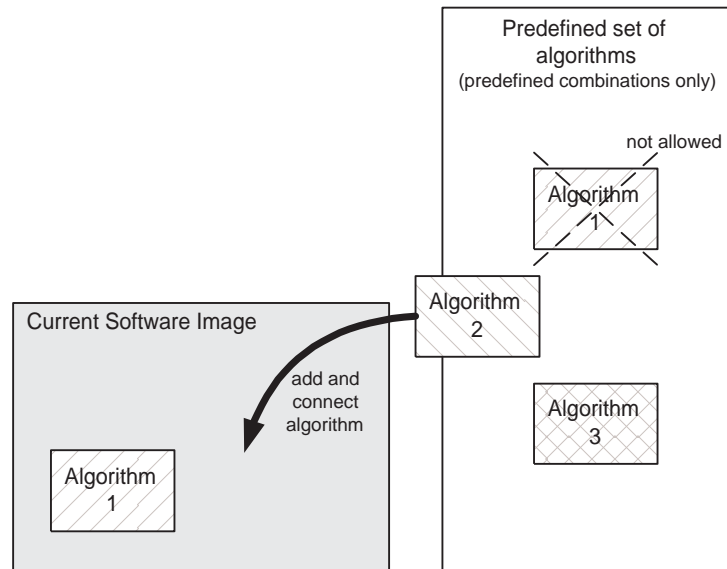 Predefined set of
algorithms
(predefined combinations only)
not allowed
Algorithm
1
Algorithm
2
Current Software Image
add and
connect
algorithm
Algorithm
3
Algorithm
1